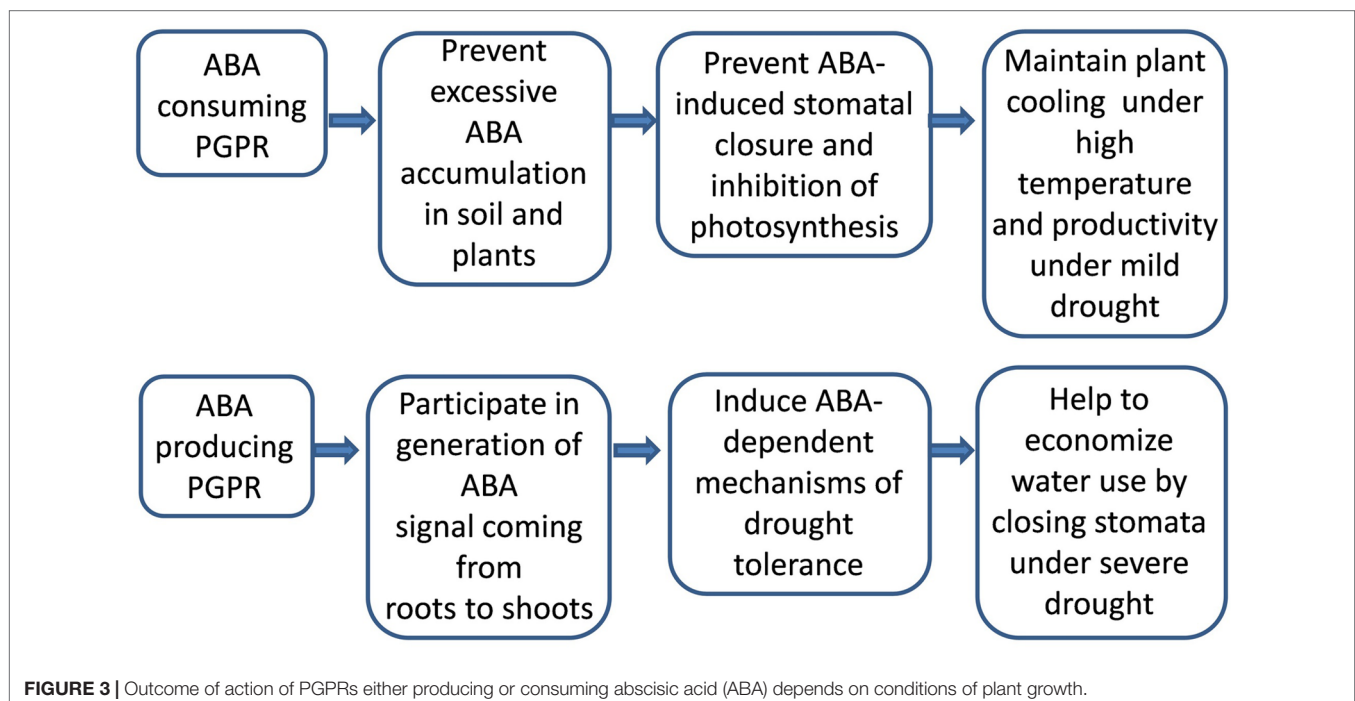 ABA
consuming
PGPR
Prevent
excessive
ABA
accumulation
in soil and
plants
Prevent ABA-
induced stomatal
closure and
inhibition of
photosynthesis
Maintain plant
cooling under
high
temperature
and productivity
under mild
drought
ABA
producing
PGPR
Participate in
generation of
ABA
signal coming
from
roots to shoots
Induce ABA-
dependent
mechanisms of
drought
tolerance
Help to
economize
water use by
closing stomata
under severe
drought
FIGURE 3 | Outcome of action of PGPRs either producing or consuming abscisic acid (ABA) depends on conditions of plant growth.